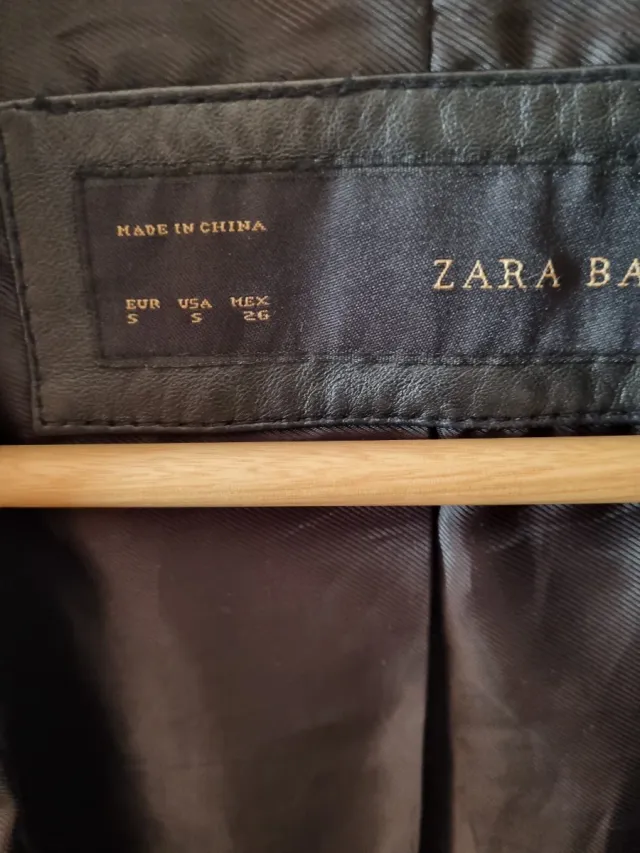 MADE IN CHINA
ZARA BA
EUR USA MEX
S S 26